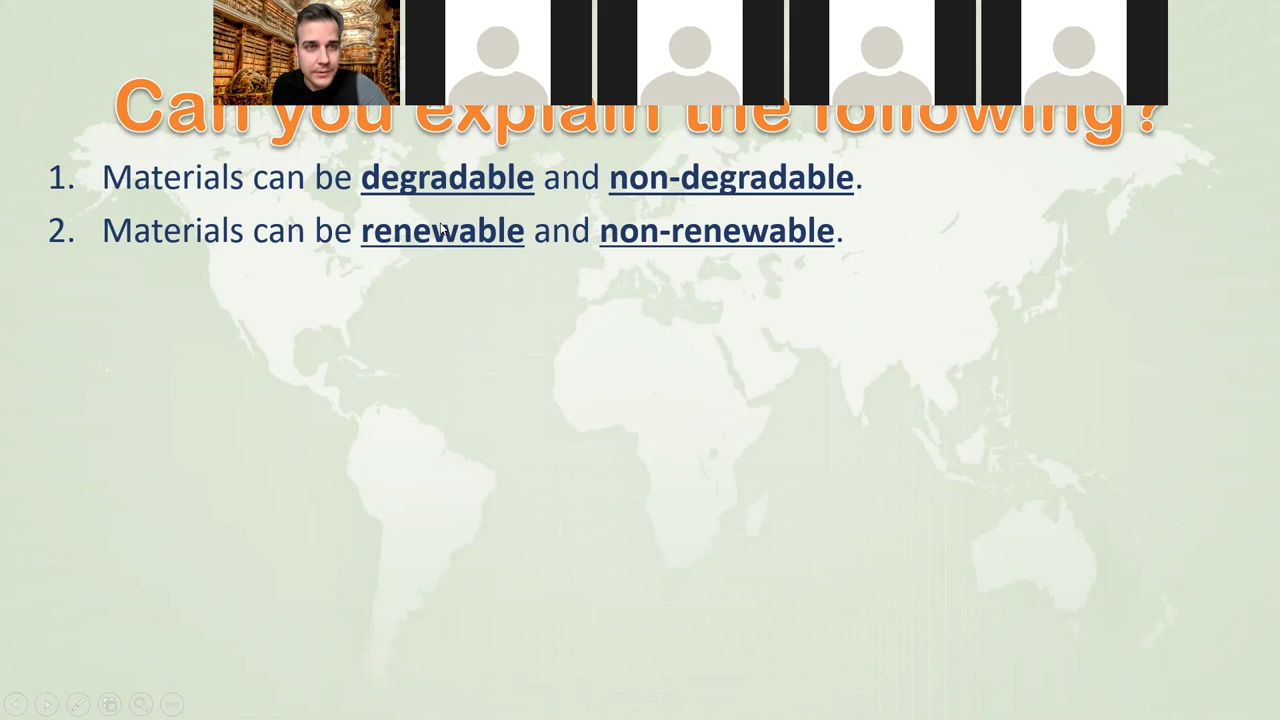 Can you explain the following?
1. Materials can be degradable and non-degradable.
2. Materials can be renewable and non-renewable.